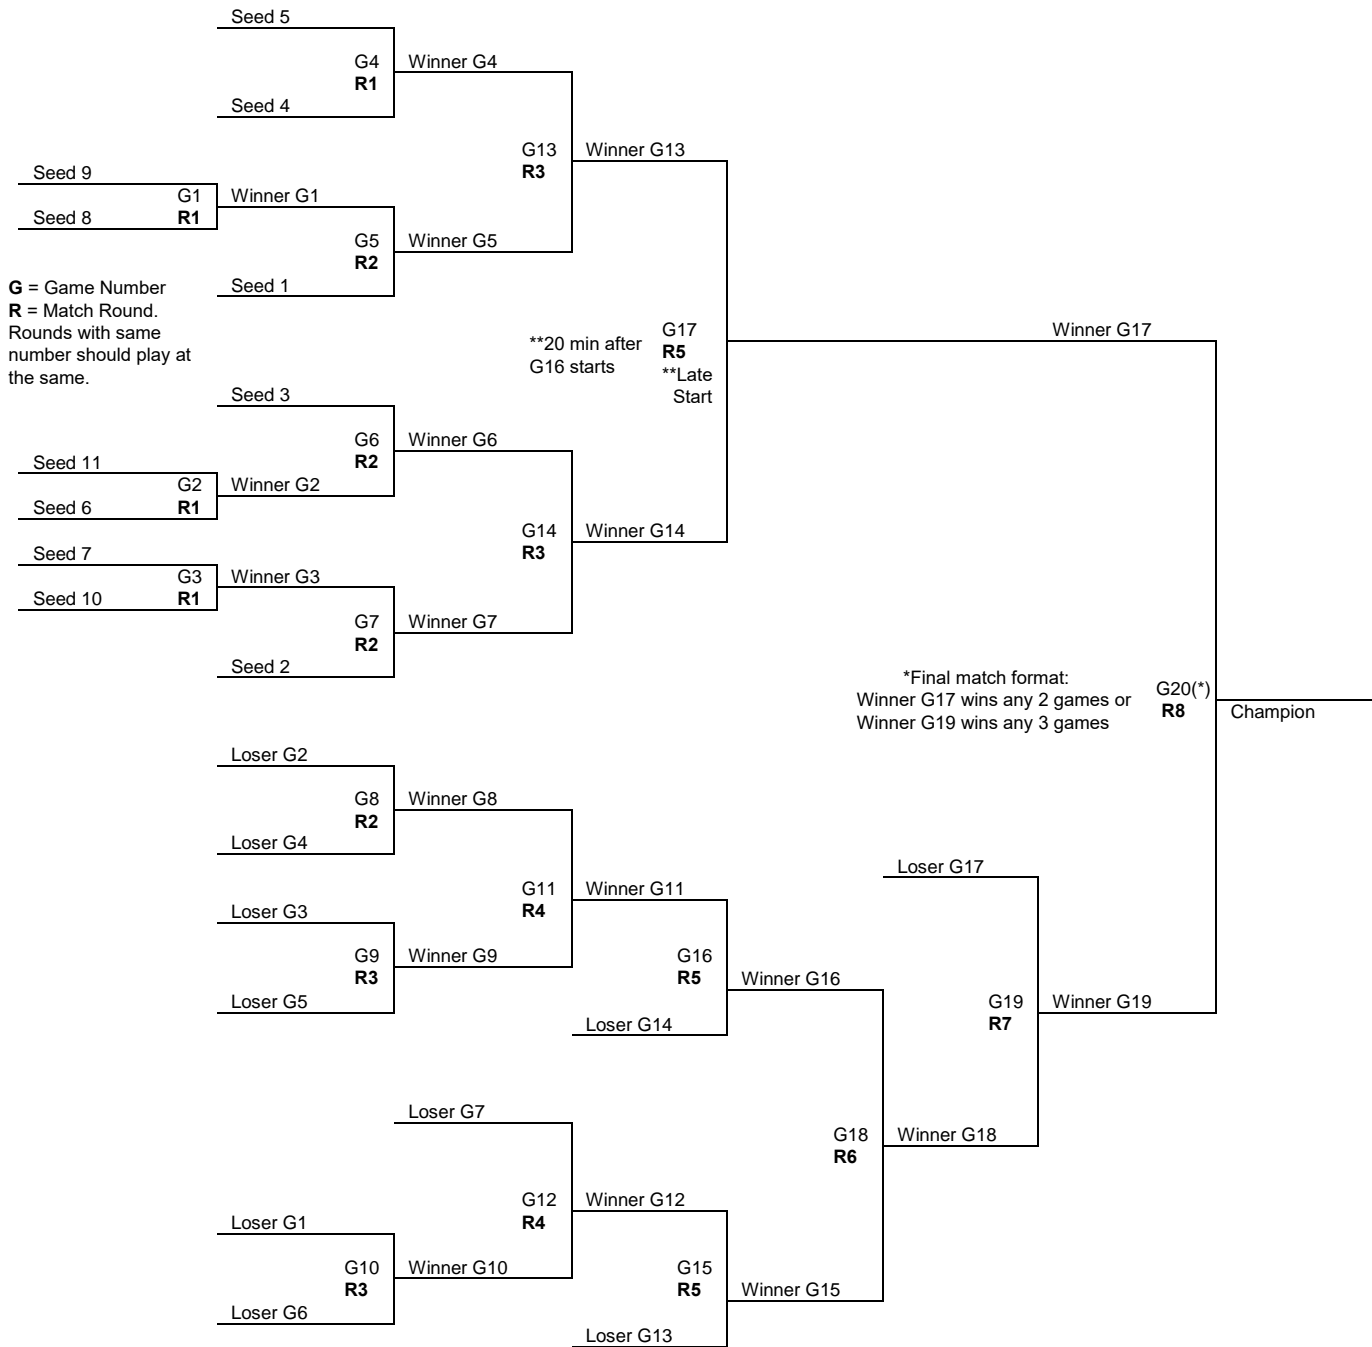 Seed 5
G4
R1
Winner G4
Seed 4
G13
R3
Winner G13
Seed 9
G1
R1
Winner G1
Seed 8
G5
R2
Winner G5
Seed 1
G = Game Number
R = Match Round.
Rounds with same
number should play at
the same.
**20 min after
G16 starts
G17
R5
**Late
Start
Winner G17
Seed 3
G6
R2
Winner G6
Seed 11
G2
R1
Winner G2
Seed 6
G14
R3
Winner G14
Seed 7
G3
R1
Winner G3
Seed 10
G7
R2
Winner G7
Seed 2
*Final match format:
Winner G17 wins any 2 games or
Winner G19 wins any 3 games
G20(*)
R8
Champion
Loser G2
G8
R2
Winner G8
Loser G4
G11
R4
Winner G11
Loser G17
Loser G3
G9
R3
Winner G9
Loser G5
G16
R5
Winner G16
Loser G14
G19
R7
Winner G19
Loser G7
G18
R6
Winner G18
G12
R4
Winner G12
Loser G1
G10
R3
Winner G10
Loser G6
G15
R5
Winner G15
Loser G13